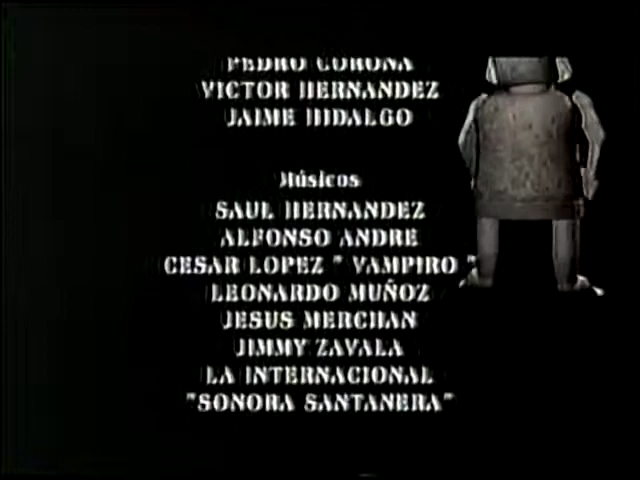 PEDRO CORONA
VICTOR HERNANDEZ
JAIME HIDALGO
Músicos
SAUL HERNANDEZ
ALFONSO ANDRE
CESAR LOPEZ " VAMPIRO "
LEONARDO MUÑOZ
JESUS MERCHAN
JIMMY ZAVALA
LA INTERNACIONAL
"SONORA SANTANERA"